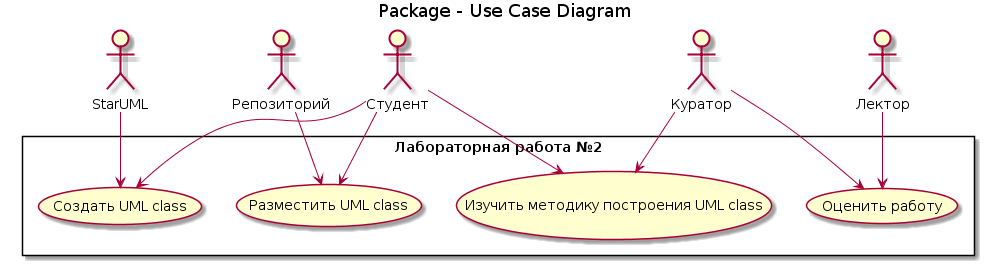 Package - Use Case Diagram
StarUML
Репозиторий
Студент
Куратор
Лектор
Лабораторная работа №2
Создать UML class
Разместить UML class
Изучить методику построения UML class
Оценить работу